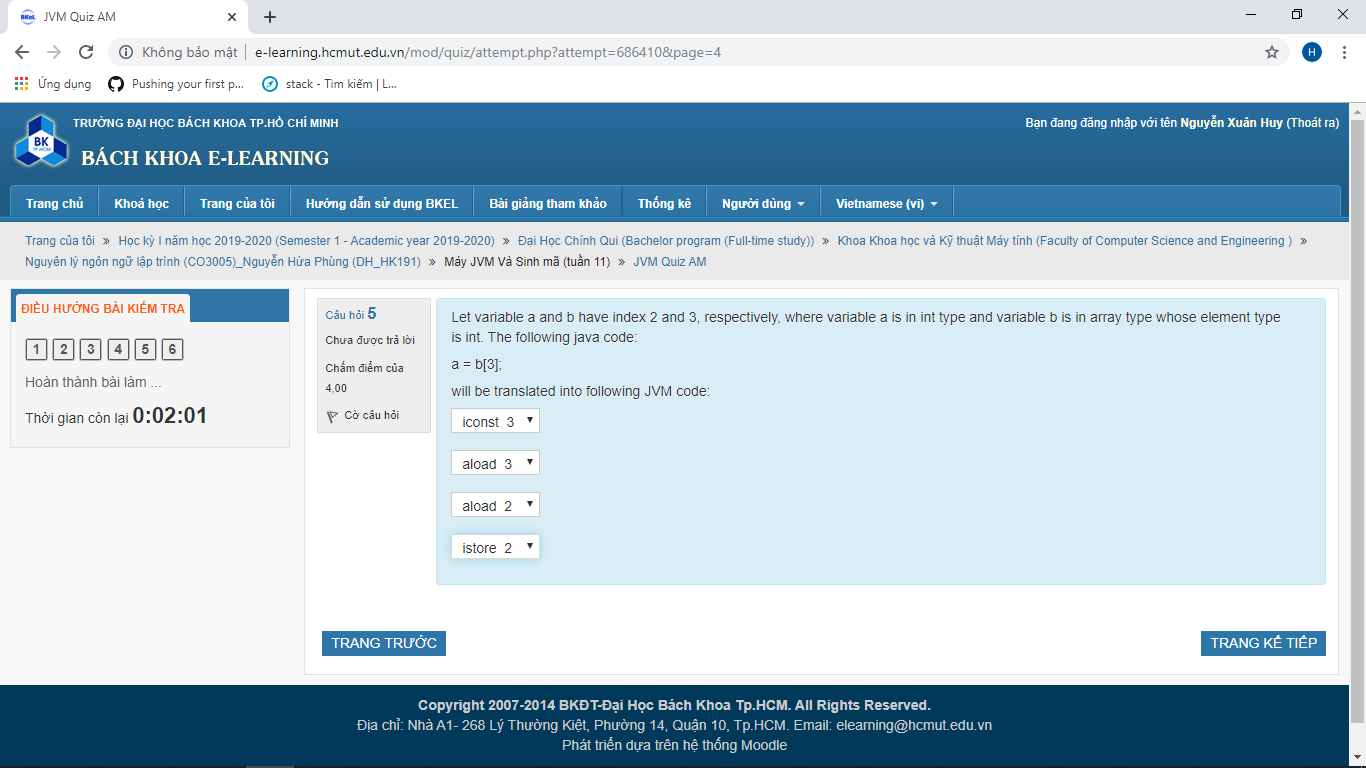 JVM Quiz AM
Không bảo mật
e-learning.hcmut.edu.vn/mod/quiz/attempt.php?attempt=686410&page=4
H
Ứng dụng
Pushing your first p...
stack - Tìm kiếm | L...
BK
TP.HCM
TRƯỜNG ĐẠI HỌC BÁCH KHOA TP.HỒ CHÍ MINH
BÁCH KHOA E-LEARNING
Bạn đang đăng nhập với tên Nguyễn Xuân Huy (Thoát ra)
Trang chủ Khoá học Trang của tôi Hướng dẫn sử dụng BKEL Bài giảng tham khảo Thống kê Người dùng Vietnamese (vi)
Trang của tôi » Học kỳ I năm học 2019-2020 (Semester 1 - Academic year 2019-2020) » Đại Học Chính Qui (Bachelor program (Full-time study)) » Khoa Khoa học và Kỹ thuật Máy tính (Faculty of Computer Science and Engineering ) »
Nguyên lý ngôn ngữ lập trình (CO3005)_Nguyễn Hứa Phùng (DH_HK191) » Máy JVM Và Sinh mã (tuần 11) » JVM Quiz AM
ĐIỀU HƯỚNG BÀI KIỂM TRA
1 2 3 4 5 6
Hoàn thành bài làm ...
Thời gian còn lại 0:02:01
Câu hỏi 5
Chưa được trả lời
Chấm điểm của
4,00
Cờ câu hỏi
Let variable a and b have index 2 and 3, respectively, where variable a is in int type and variable b is in array type whose element type
is int. The following java code:
a = b[3];
will be translated into following JVM code:
iconst 3
aload 3
aload 2
istore 2
TRANG TRƯỚC
TRANG KẾ TIẾP
Copyright 2007-2014 BKĐT-Đại Học Bách Khoa Tp.HCM. All Rights Reserved.
Địa chỉ: Nhà A1- 268 Lý Thường Kiệt, Phường 14, Quận 10, Tp.HCM. Email: elearning@hcmut.edu.vn
Phát triển dựa trên hệ thống Moodle